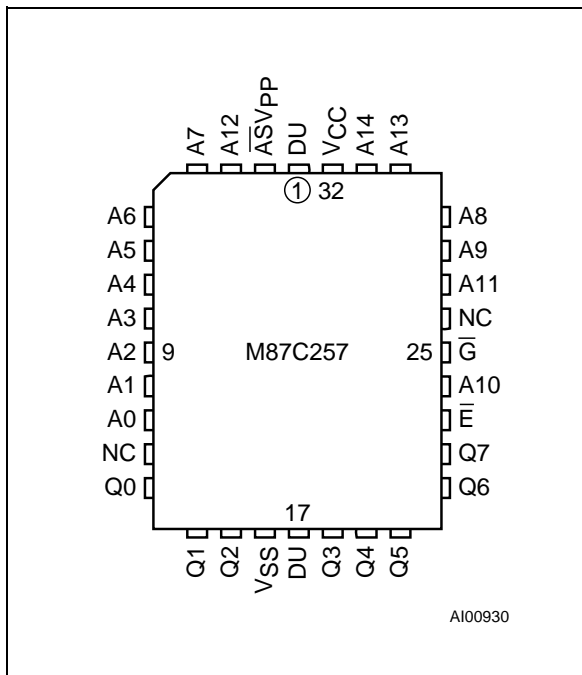 A7
A12
A̅S̅VPP
DU
VCC
A14
A13
1 32
A6
A5
A4
A3
A2
A1
A0
NC
Q0
9 M87C257 25
A8
A9
A11
NC
G̅
A10
E̅
Q7
Q6
17
Q1
Q2
VSS
DU
Q3
Q4
Q5
AI00930